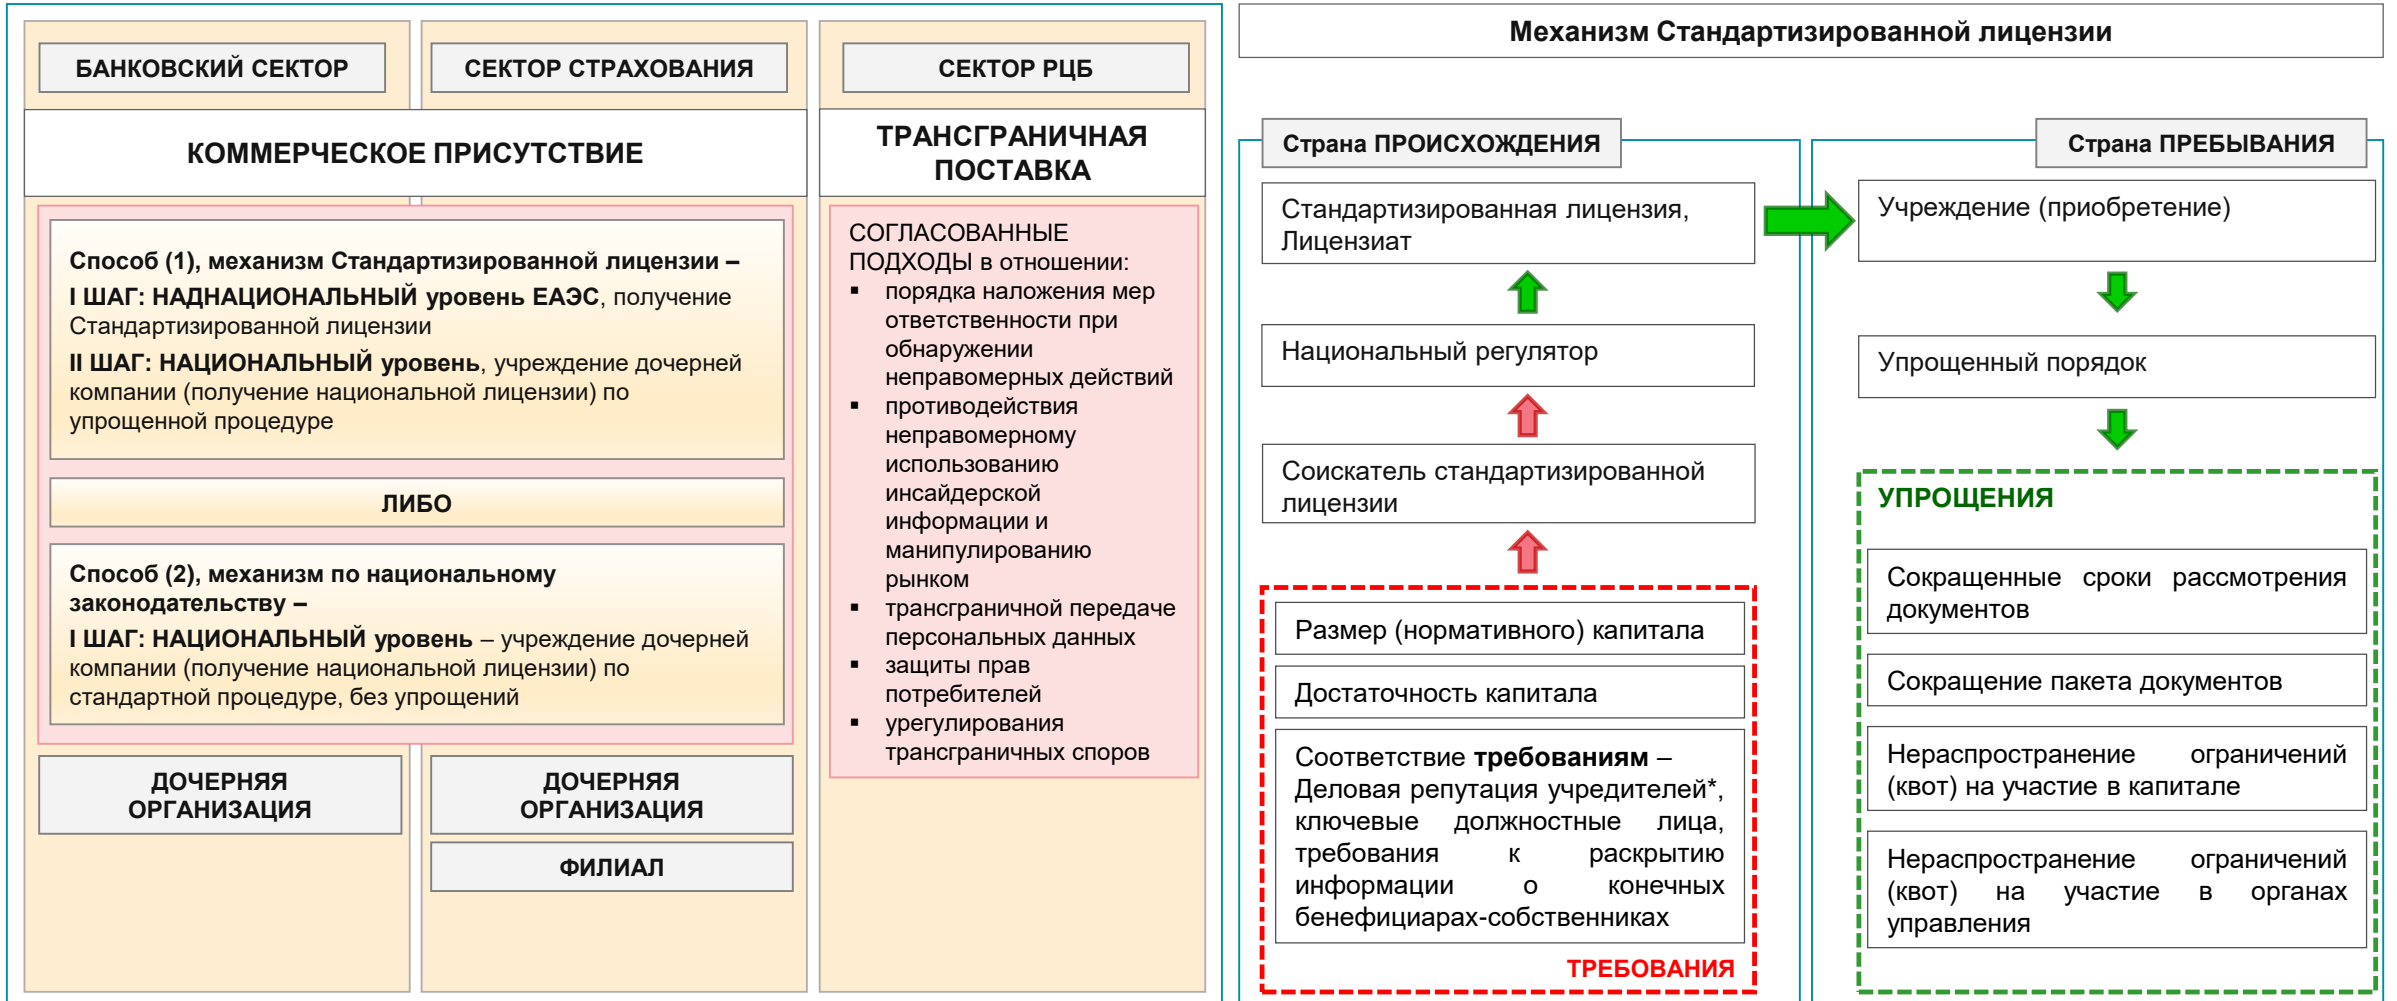 БАНКОВСКИЙ СЕКТОР
СЕКТОР СТРАХОВАНИЯ
СЕКТОР РЦБ
КОММЕРЧЕСКОЕ ПРИСУТСТВИЕ
ТРАНСГРАНИЧНАЯ
ПОСТАВКА
Способ (1), механизм Стандартизированной лицензии –
I ШАГ: НАДНАЦИОНАЛЬНЫЙ уровень ЕАЭС, получение
Стандартизированной лицензии
II ШАГ: НАЦИОНАЛЬНЫЙ уровень, учреждение дочерней
компании (получение национальной лицензии) по
упрощенной процедуре
ЛИБО
Способ (2), механизм по национальному
законодательству –
I ШАГ: НАЦИОНАЛЬНЫЙ уровень – учреждение дочерней
компании (получение национальной лицензии) по
стандартной процедуре, без упрощений
ДОЧЕРНЯЯ
ОРГАНИЗАЦИЯ
ДОЧЕРНЯЯ
ОРГАНИЗАЦИЯ
ФИЛИАЛ
СОГЛАСОВАННЫЕ
ПОДХОДЫ в отношении:
▪ порядка наложения мер
ответственности при
обнаружении
неправомерных действий
▪ противодействия
неправомерному
использованию
инсайдерской
информации и
манипулированию
рынком
▪ трансграничной передаче
персональных данных
▪ защиты прав
потребителей
▪ урегулирования
трансграничных споров
Механизм Стандартизированной лицензии
Страна ПРОИСХОЖДЕНИЯ
Стандартизированная лицензия,
Лицензиат
Национальный регулятор
Соискатель стандартизированной
лицензии
Размер (нормативного) капитала
Достаточность капитала
Соответствие требованиям –
Деловая репутация учредителей*,
ключевые должностные лица,
требования к раскрытию
информации о конечных
бенефициарах-собственниках
ТРЕБОВАНИЯ
Страна ПРЕБЫВАНИЯ
Учреждение (приобретение)
Упрощенный порядок
УПРОЩЕНИЯ
Сокращенные сроки рассмотрения
документов
Сокращение пакета документов
Нераспространение ограничений
(квот) на участие в капитале
Нераспространение ограничений
(квот) на участие в органах
управления